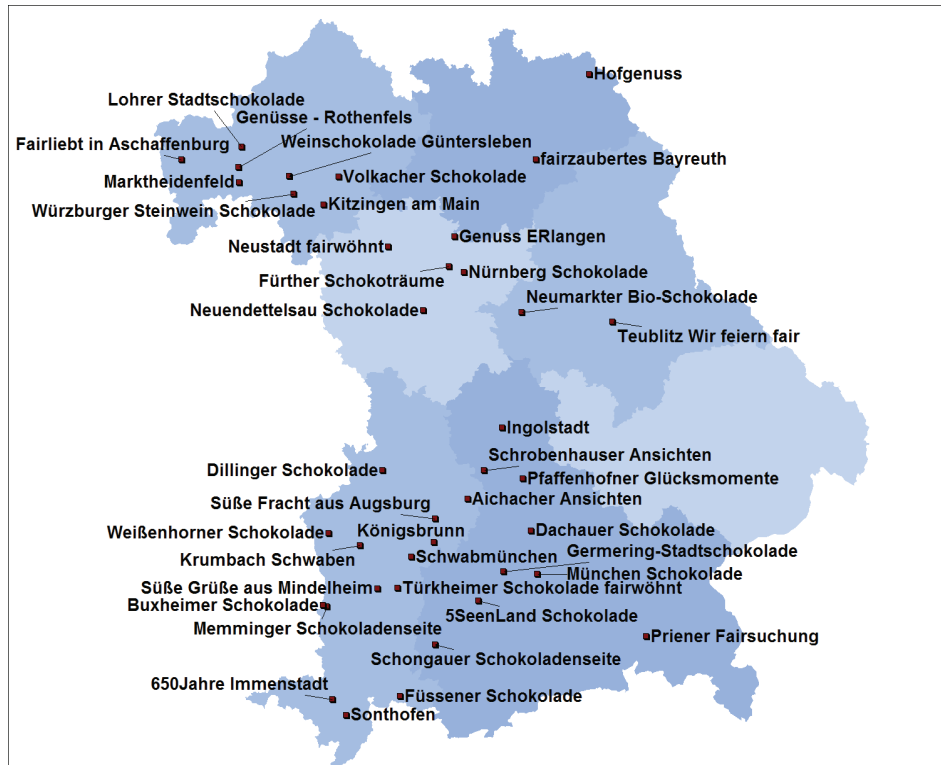 Hofgenuss
Lohrer Stadtschokolade
Genüsse - Rothenfels
Weinschokolade Güntersleben
Fairliebt in Aschaffenburg
fairzaubertes Bayreuth
Marktheidenfeld
Volkacher Schokolade
Würzburger Steinwein Schokolade
Kitzingen am Main
Genuss ERlangen
Neustadt fairwöhnt
Fürther Schokoträume
Nürnberg Schokolade
Neumarkter Bio-Schokolade
Neuendettelsau Schokolade
Teublitz Wir feiern fair
Ingolstadt
Schrobenhauser Ansichten
Dillinger Schokolade
Pfaffenhofner Glücksmomente
Aichacher Ansichten
Süße Fracht aus Augsburg
Königsbrunn
Dachauer Schokolade
Weißenhorner Schokolade
Germering-Stadtschokolade
Krumbach Schwaben
Schwabmünchen
München Schokolade
Süße Grüße aus Mindelheim
Türkheimer Schokolade fairwöhnt
Buxheimer Schokolade
5SeenLand Schokolade
Memminger Schokoladenseite
Priener Fairsuchung
Schongauer Schokoladenseite
650Jahre Immenstadt
Füssener Schokolade
Sonthofen